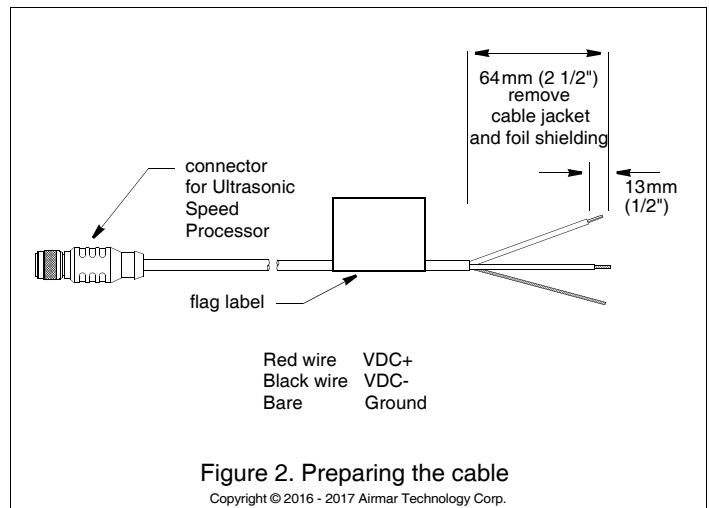 64mm (2 1/2")
remove
cable jacket
and foil shielding
connector
for Ultrasonic
Speed
Processor
13mm
(1/2")
flag label
Red wire VDC+
Black wire VDC-
Bare Ground
Figure 2. Preparing the cable
Copyright © 2016 - 2017 Airmar Technology Corp.